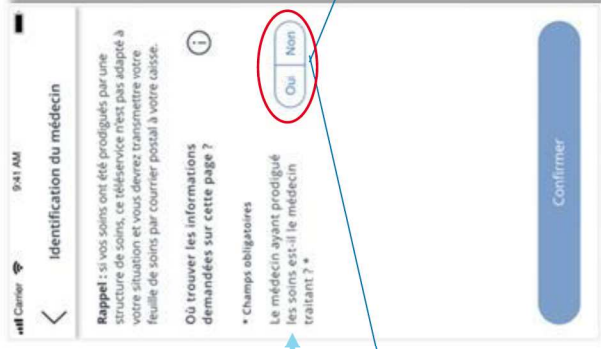 Carrier 9:41 AM
Identification du médecin
Rappel : si vos soins ont été prodigués par une
structure de soins, ce téléservice n'est pas adapté à
votre situation et vous devrez transmettre votre
feuille de soins par courrier postal à votre caisse.
Où trouver les informations
demandées sur cette page ?
* Champs obligatoires
Le médecin ayant prodigué
les soins est-il le médecin
traitant ? *
Oui Non
Confirmer